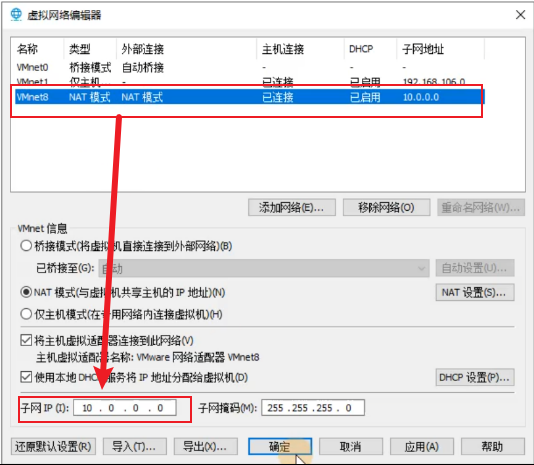 虚拟网络编辑器
名称 类型 外部连接 主机连接 DHCP 子网地址
VMnet0 桥接模式 自动桥接 - - -
VMnet1 仅主机... - 已连接 已启用 192.168.106.0
VMnet8 NAT 模式 NAT 模式 已连接 已启用 10.0.0.0
添加网络(E)... 移除网络(O) 重命名网络(W)...
VMnet 信息
桥接模式(将虚拟机直接连接到外部网络)(B)
已桥接至(G): 自动 自动设置(U)...
NAT 模式(与虚拟机共享主机的 IP 地址)(N) NAT 设置(S)...
仅主机模式(在专用网络内连接虚拟机)(H)
将主机虚拟适配器连接到此网络(V)
主机虚拟适配器名称: VMware 网络适配器 VMnet8
使用本地 DHCP 服务将 IP 地址分配给虚拟机(D) DHCP 设置(P)...
子网 IP (I): 10 . 0 . 0 . 0 子网掩码(M): 255 .255 .255 . 0
还原默认设置(R) 导入(T)... 导出(X)... 确定 取消 应用(A) 帮助